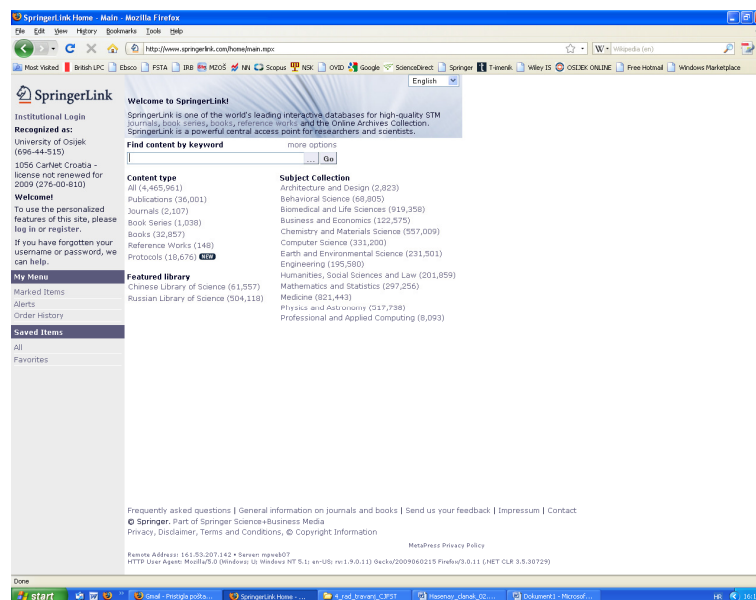 SpringerLink Home - Main - Mozilla Firefox
File Edit View History Bookmarks Tools Help
http://www.springerlink.com/home/main.mpx
Wikipedia (en)
Most Visited British LPC Ebsco FSTA IRB MZOŠ NN Scopus NSK OVID Google ScienceDirect Springer T-imenik Wiley IS OSIJEK ONLINE Free Hotmail Windows Marketplace
English
SpringerLink
Institutional Login
Recognized as:
University of Osijek
(696-44-515)
1056 CarNet Croatia -
license not renewed for
2009 (276-00-810)
Welcome!
To use the personalized
features of this site, please
log in or register.
If you have forgotten your
username or password, we
can help.
My Menu
Marked Items
Alerts
Order History
Saved Items
All
Favorites
Welcome to SpringerLink!
SpringerLink is one of the world's leading interactive databases for high-quality STM
journals, book series, books, reference works and the Online Archives Collection.
SpringerLink is a powerful central access point for researchers and scientists.
Find content by keyword more options
... Go
Content type
All (4,465,961)
Publications (36,001)
Journals (2,107)
Book Series (1,038)
Books (32,857)
Reference Works (148)
Protocols (18,676) NEW
Featured library
Chinese Library of Science (61,557)
Russian Library of Science (504,118)
Subject Collection
Architecture and Design (2,823)
Behavioral Science (68,805)
Biomedical and Life Sciences (919,358)
Business and Economics (122,575)
Chemistry and Materials Science (557,009)
Computer Science (331,200)
Earth and Environmental Science (231,501)
Engineering (195,580)
Humanities, Social Sciences and Law (201,859)
Mathematics and Statistics (297,256)
Medicine (821,443)
Physics and Astronomy (517,738)
Professional and Applied Computing (8,093)
Frequently asked questions | General information on journals and books | Send us your feedback | Impressum | Contact
© Springer. Part of Springer Science+Business Media
Privacy, Disclaimer, Terms and Conditions, © Copyright Information
MetaPress Privacy Policy
Remote Address: 161.53.207.142 • Server: mpweb07
HTTP User Agent: Mozilla/5.0 (Windows; U; Windows NT 5.1; en-US; rv:1.9.0.11) Gecko/2009060215 Firefox/3.0.11 (.NET CLR 3.5.30729)
Done
start Gmail - Pristigla pošta... SpringerLink Home - ... 4_rad_travanj_CJFST Hasenay_clanak_02.... Dokument1 - Microsof... HR